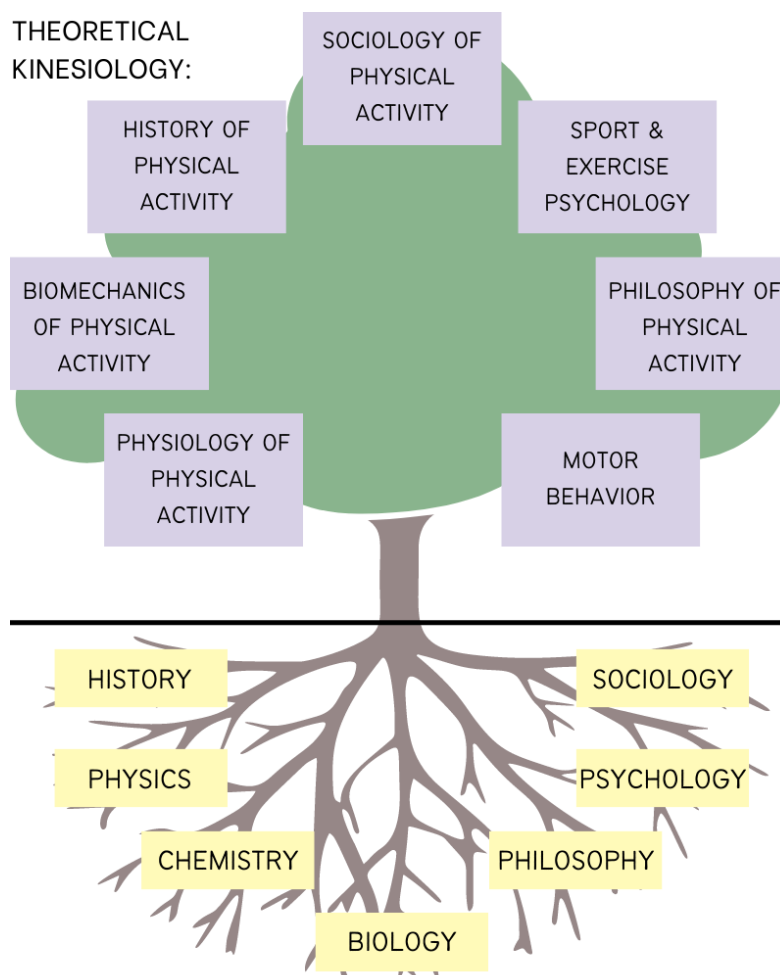 THEORETICAL
KINESIOLOGY:
SOCIOLOGY OF
PHYSICAL
ACTIVITY
HISTORY OF
PHYSICAL
ACTIVITY
SPORT &
EXERCISE
PSYCHOLOGY
BIOMECHANICS
OF PHYSICAL
ACTIVITY
PHILOSOPHY OF
PHYSICAL
ACTIVITY
PHYSIOLOGY OF
PHYSICAL
ACTIVITY
MOTOR
BEHAVIOR
HISTORY
SOCIOLOGY
PHYSICS
PSYCHOLOGY
CHEMISTRY
PHILOSOPHY
BIOLOGY